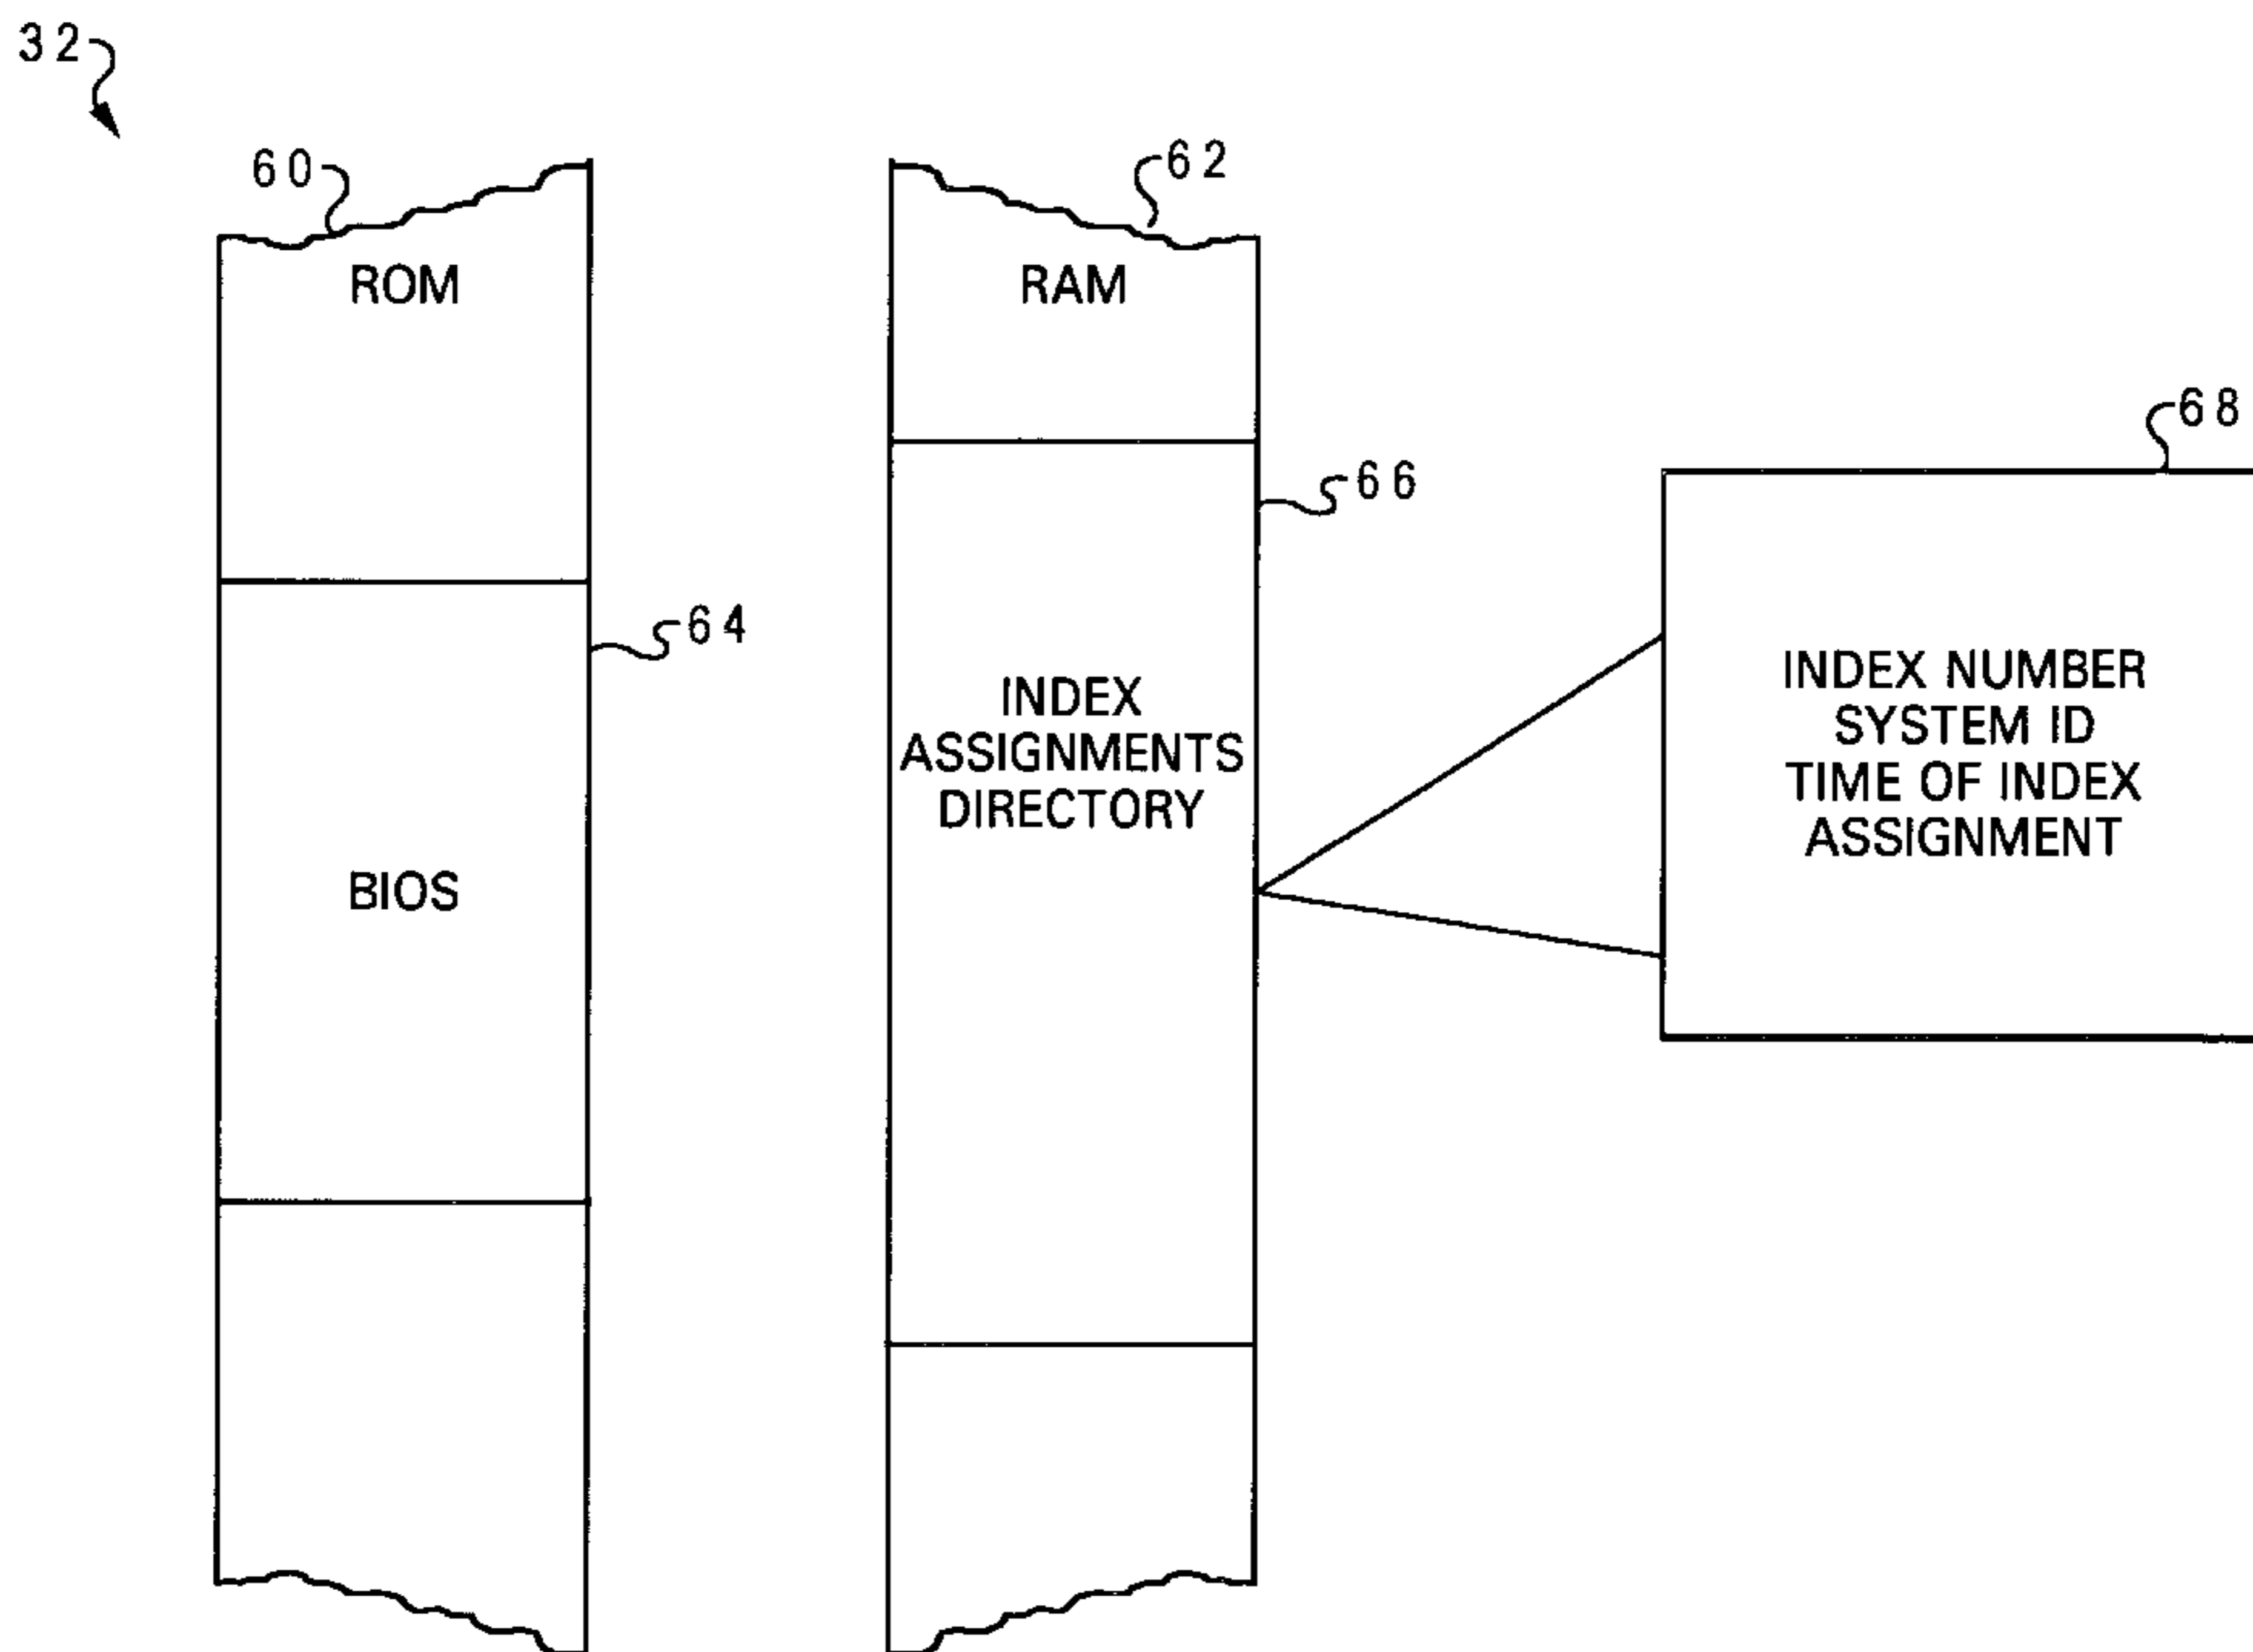 32
60
62
ROM
RAM
68
66
64
INDEX
ASSIGNMENTS
DIRECTORY
INDEX NUMBER
SYSTEM ID
TIME OF INDEX
ASSIGNMENT
BIOS